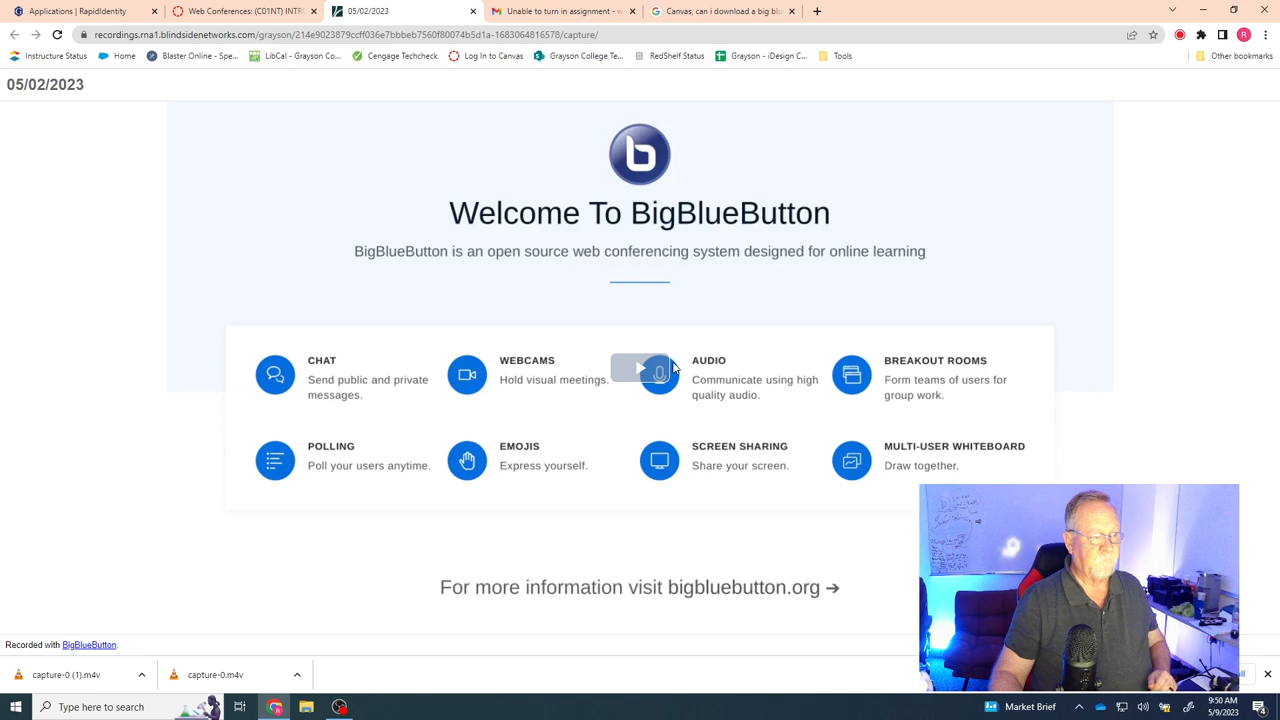 Applications | RapidIdentity
Web Conferences: (C01NT) INTR
05/02/2023
Unable to turn in assignment - w
Canvas, can i download a big blu
recordings.rna1.blindsidenetworks.com/grayson/214e9023879ccff036e7bbbeb7560f80074b5d1a-1683064816578/capture/
R
Instructure Status
Home
Blaster Online - Spe...
LibCal - Grayson Co...
Cengage Techcheck
Log In to Canvas
Grayson College Te...
RedShelf Status
Grayson - iDesign C...
Tools
Other bookmarks
05/02/2023
b
Welcome To BigBlueButton
BigBlueButton is an open source web conferencing system designed for online learning
CHAT
Send public and private
messages.
WEBCAMS
Hold visual meetings.
AUDIO
Communicate using high
quality audio.
BREAKOUT ROOMS
Form teams of users for
group work.
POLLING
Poll your users anytime.
EMOJIS
Express yourself.
SCREEN SHARING
Share your screen.
MULTI-USER WHITEBOARD
Draw together.
For more information visit bigbluebutton.org →
Recorded with BigBlueButton.
capture-0 (1).m4v
capture-0.m4v
Type here to search
Market Brief
9:50 AM
5/9/2023